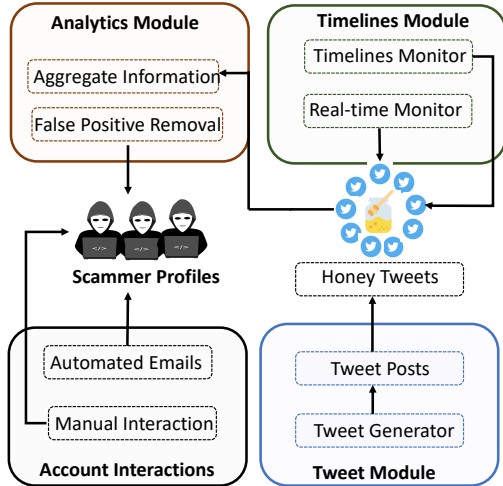 Analytics Module
Aggregate Information
False Positive Removal
Timelines Module
Timelines Monitor
Real-time Monitor
</>
</>
</>
Scammer Profiles
Honey Tweets
Automated Emails
Manual Interaction
Account Interactions
Tweet Posts
Tweet Generator
Tweet Module